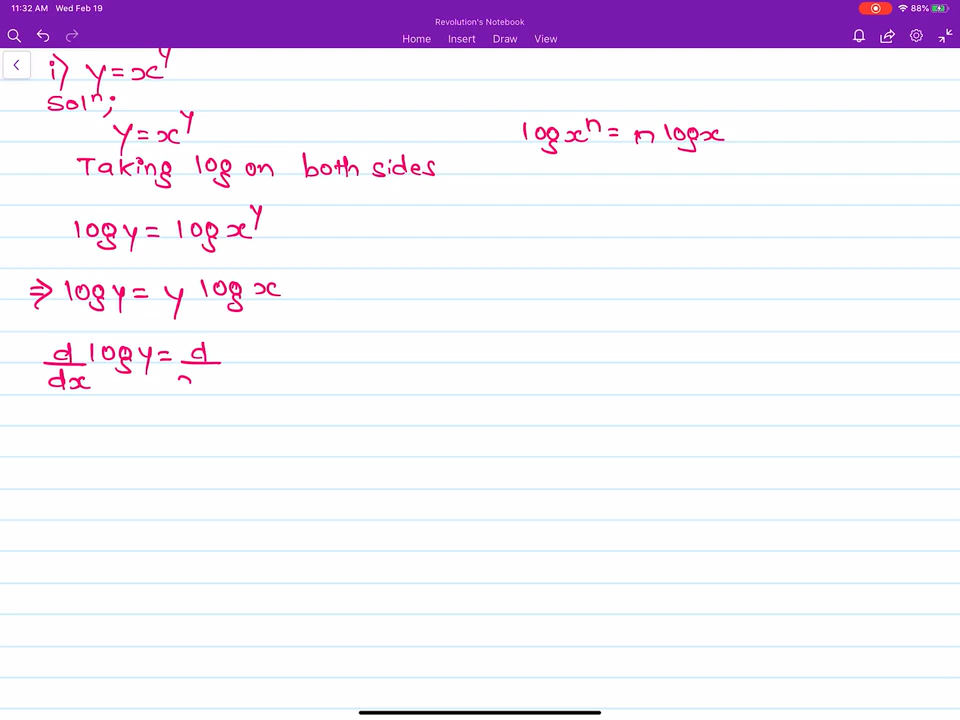 11:32 AM Wed Feb 19
88%
Revolution's Notebook
Home Insert Draw View
i) y = x^y
Solⁿ;
y = x^y
log xⁿ = n log x
Taking log on both sides
log y = log x^y
⇒ log y = y log x
d/dx log y = d